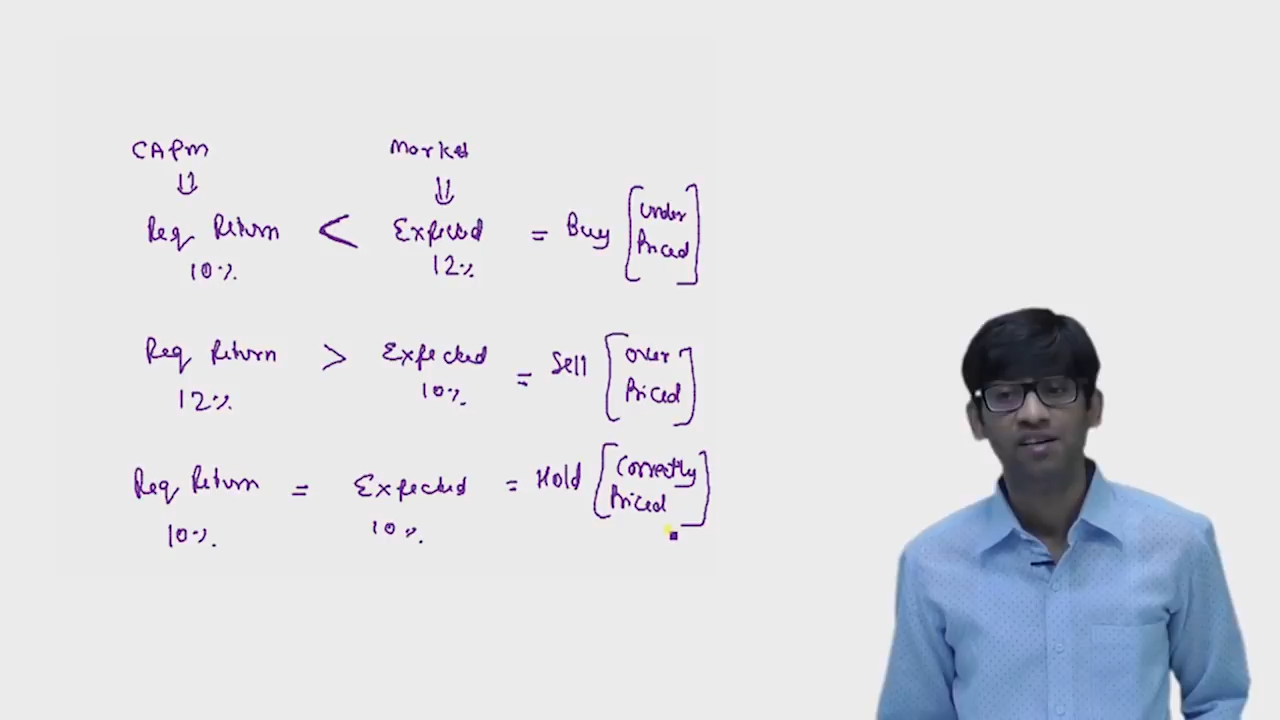 CAPM Market
⇓ ⇓
Req Return < Expected = Buy [Under Priced]
10% 12%
Req Return > Expected = Sell [Over Priced]
12% 10%
Req Return = Expected = Hold [Correctly Priced]
10% 10%